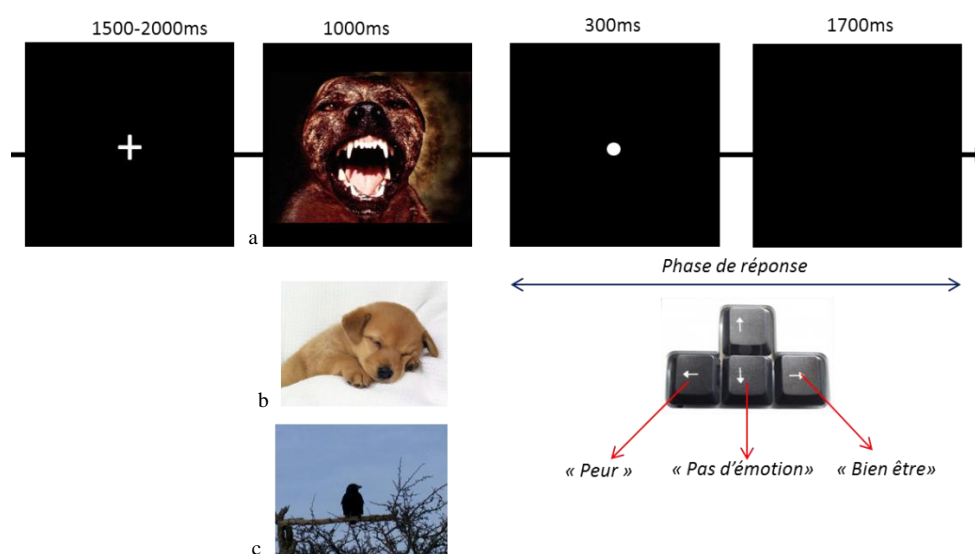 1500-2000ms
1000ms
300ms
1700ms
a
Phase de réponse
b
« Peur »
« Pas d'émotion»
« Bien être»
c